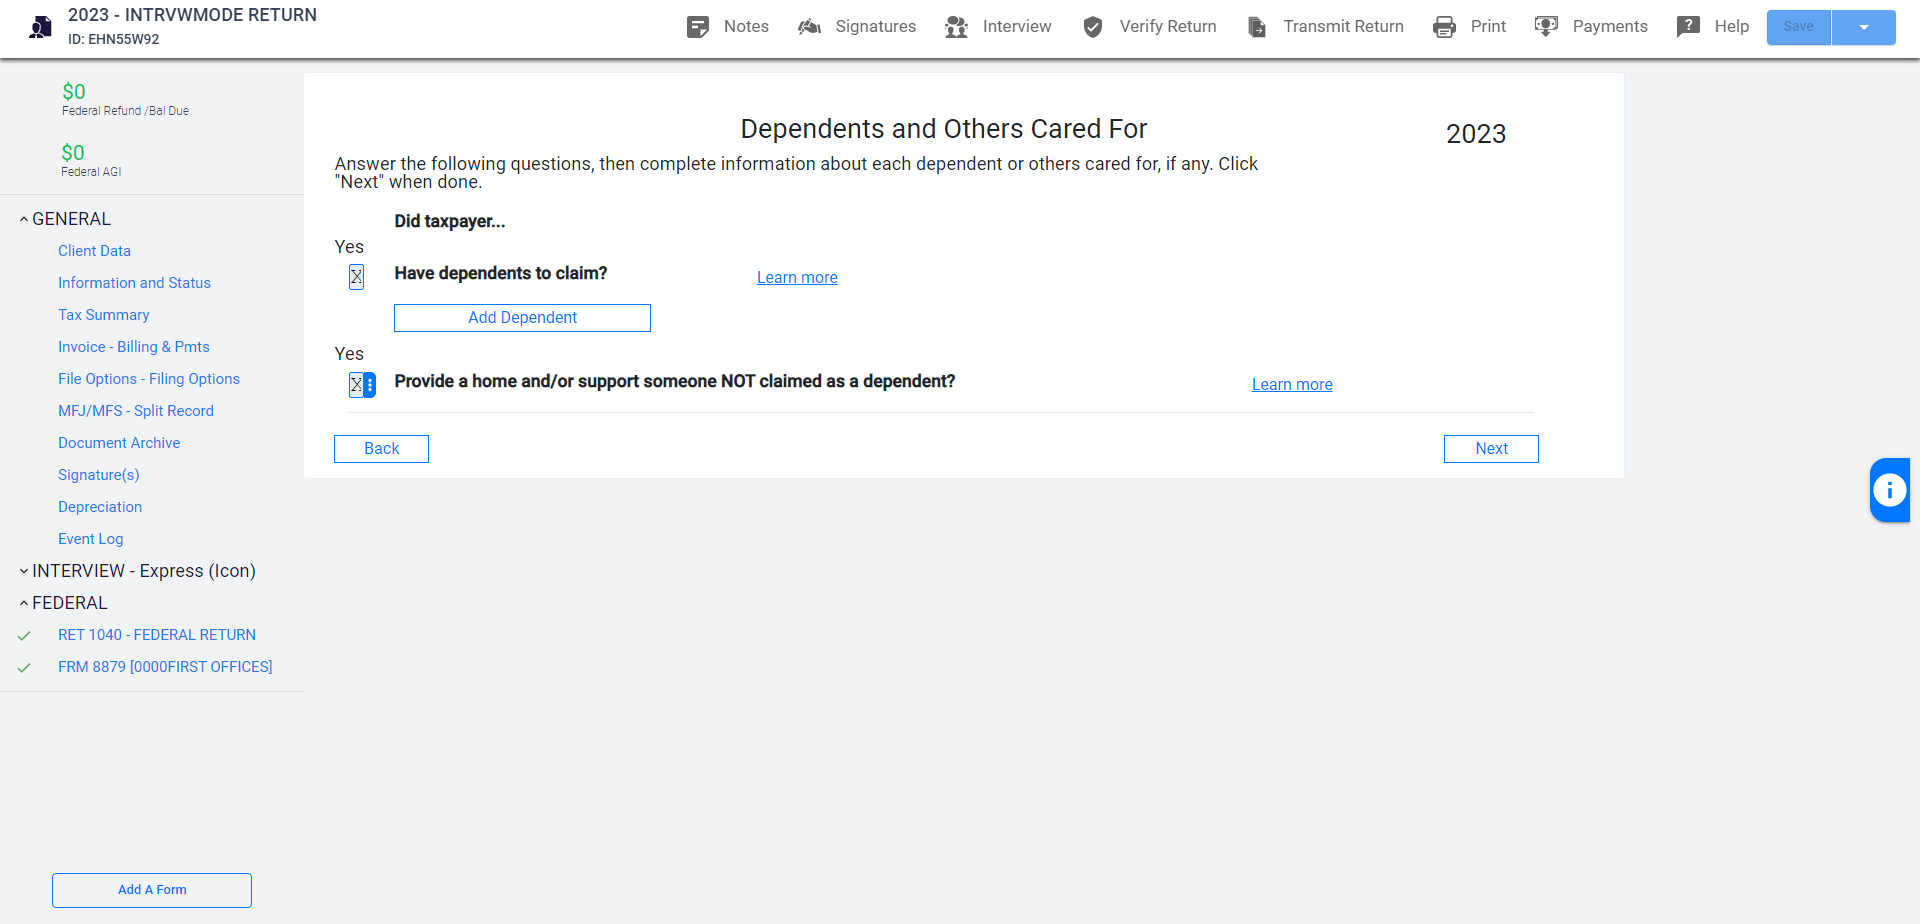 2023 - INTRVWMODE RETURN
ID: EHN55W92
Notes
Signatures
Interview
Verify Return
Transmit Return
Print
Payments
Help
Save
$0
Federal Refund /Bal Due
$0
Federal AGI
GENERAL
Client Data
Information and Status
Tax Summary
Invoice - Billing & Pmts
File Options - Filing Options
MFJ/MFS - Split Record
Document Archive
Signature(s)
Depreciation
Event Log
INTERVIEW - Express (Icon)
FEDERAL
RET 1040 - FEDERAL RETURN
FRM 8879 [0000FIRST OFFICES]
Add A Form
Dependents and Others Cared For
2023
Answer the following questions, then complete information about each dependent or others cared for, if any. Click
"Next" when done.
Did taxpayer...
Yes
X Have dependents to claim? Learn more
Add Dependent
Yes
X Provide a home and/or support someone NOT claimed as a dependent? Learn more
Back
Next